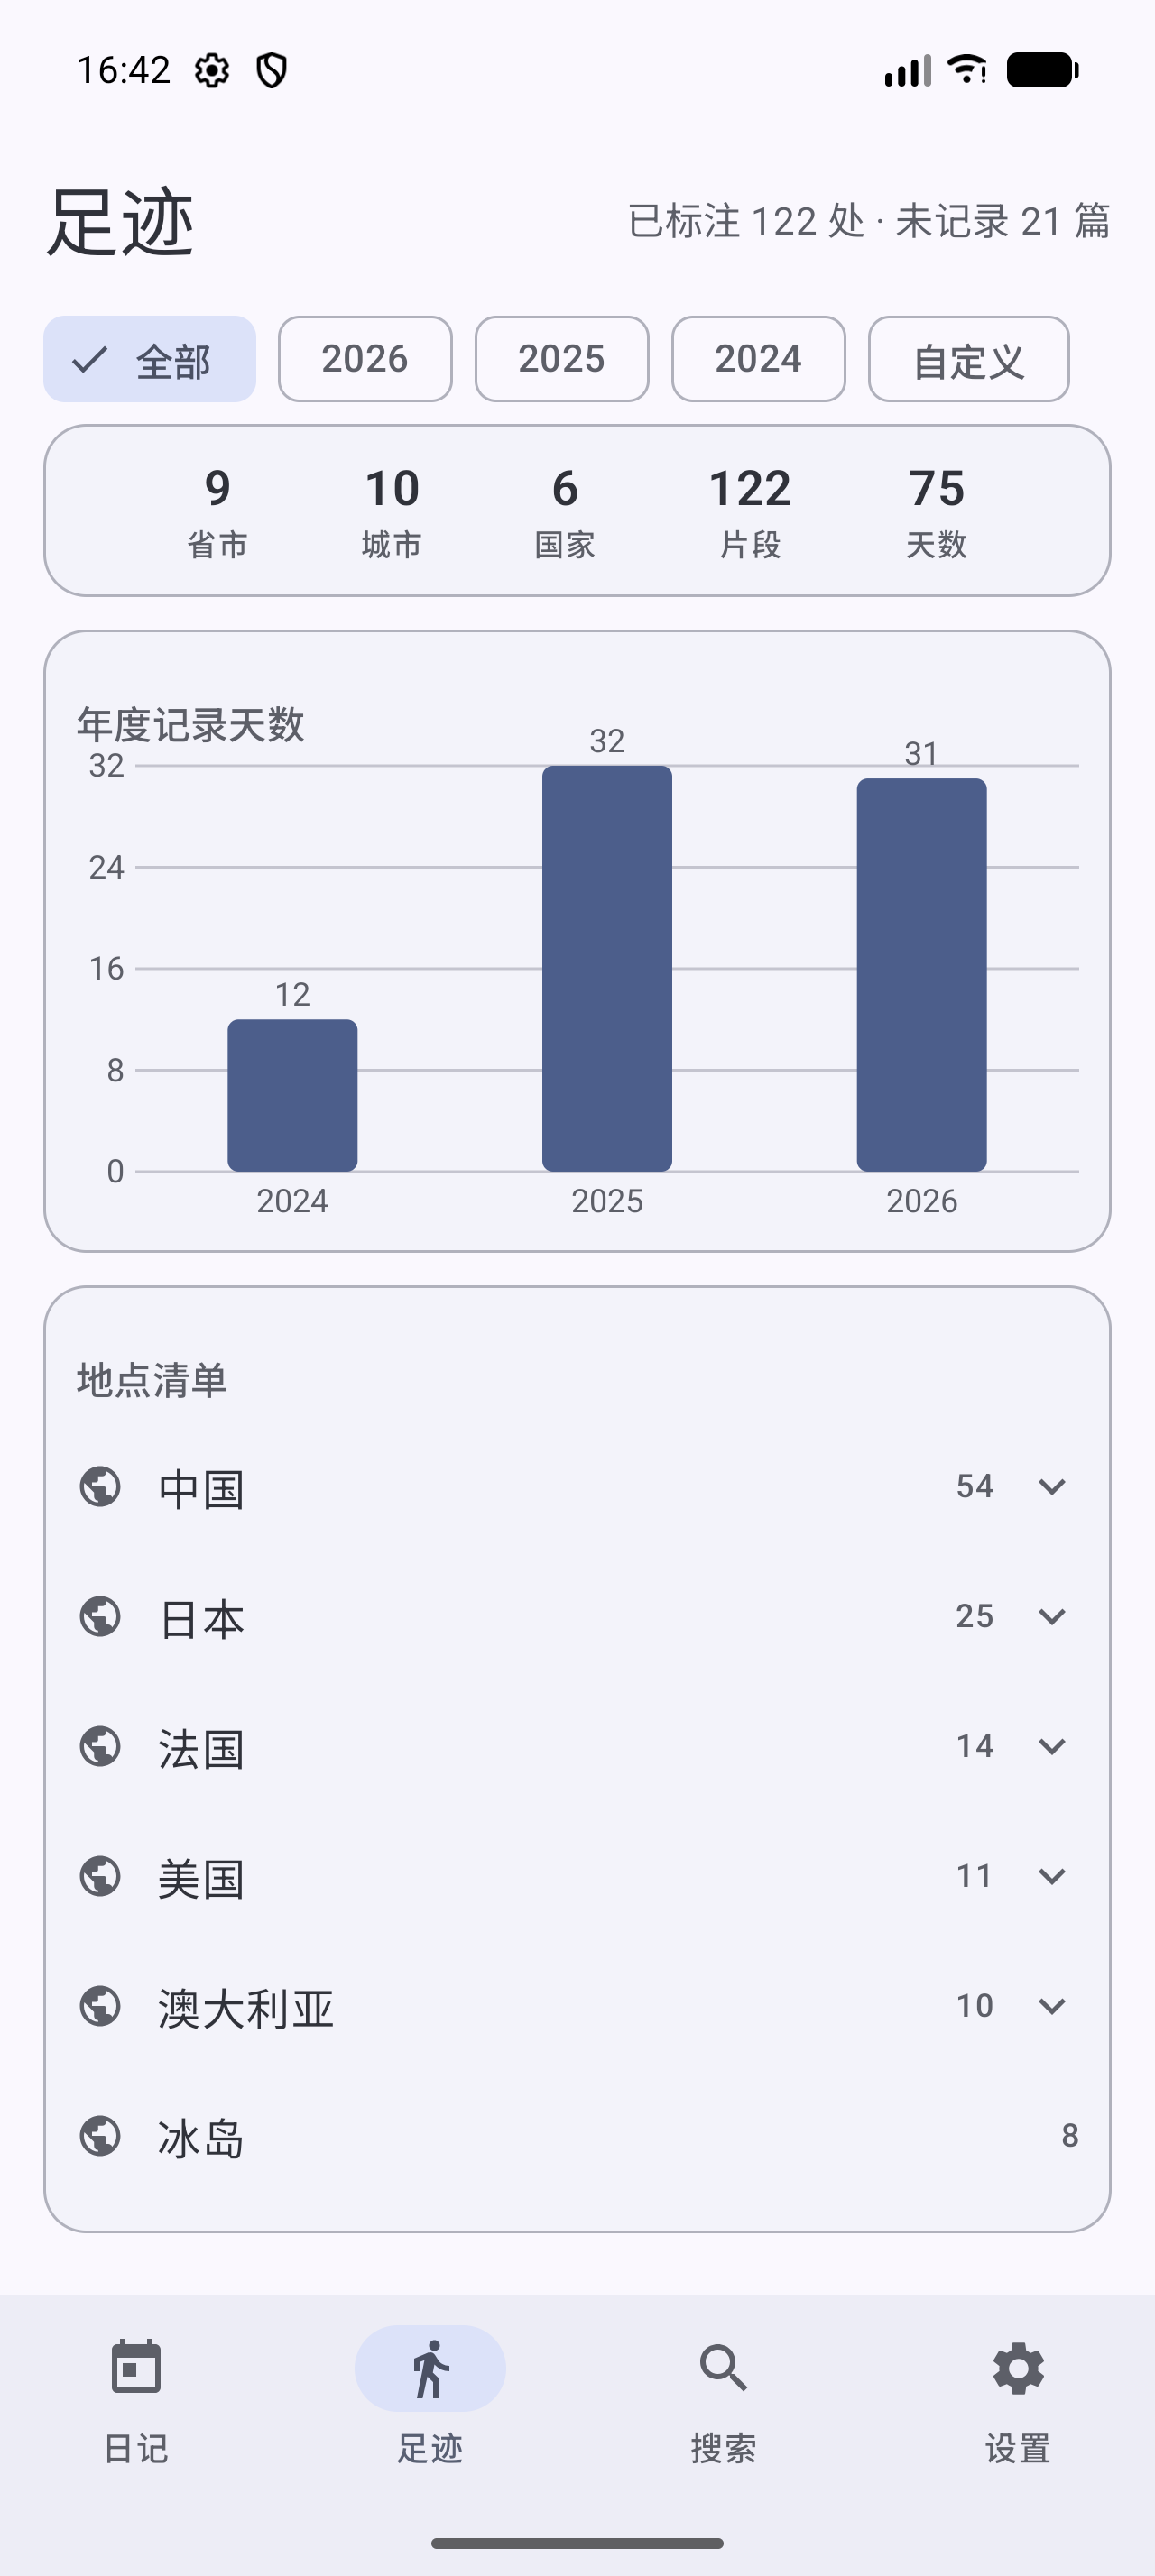 16:42
足迹
已标注 122 处 · 未记录 21 篇
全部 2026 2025 2024 自定义
9 10 6 122 75
省市 城市 国家 片段 天数
年度记录天数
32 31
32
24
16
12
8
0
2024 2025 2026
地点清单
中国 54
日本 25
法国 14
美国 11
澳大利亚 10
冰岛 8
日记 足迹 搜索 设置